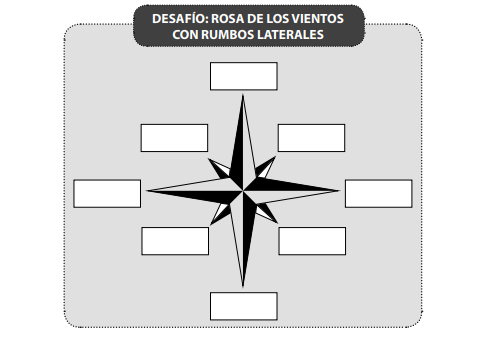 DESAFÍO: ROSA DE LOS VIENTOS
CON RUMBOS LATERALES